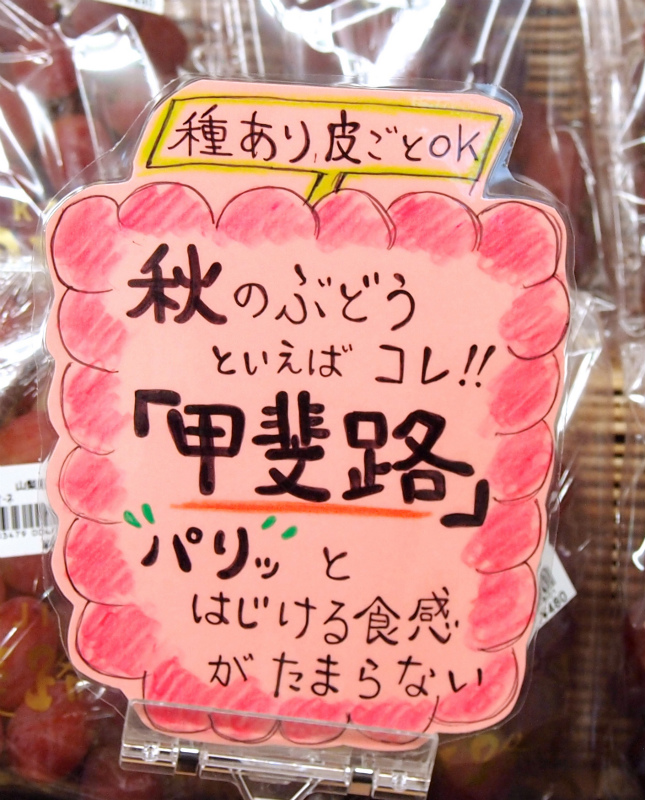 種あり、皮ごとOK
秋のぶどう
といえば コレ!!
「甲斐路」
パリッと
はじける食感
がたまらない